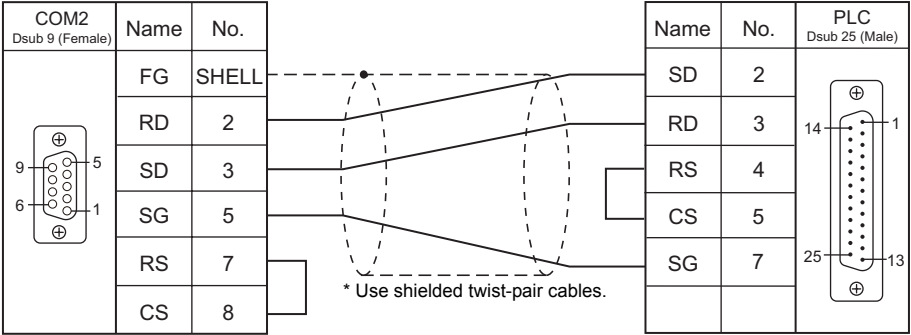 COM2
Dsub 9 (Female)
Name No.
FG SHELL
RD 2
SD 3
SG 5
RS 7
CS 8
9
5
6
1
* Use shielded twist-pair cables.
Name No.
PLC
Dsub 25 (Male)
SD 2
RD 3
RS 4
CS 5
SG 7
14
1
25
13